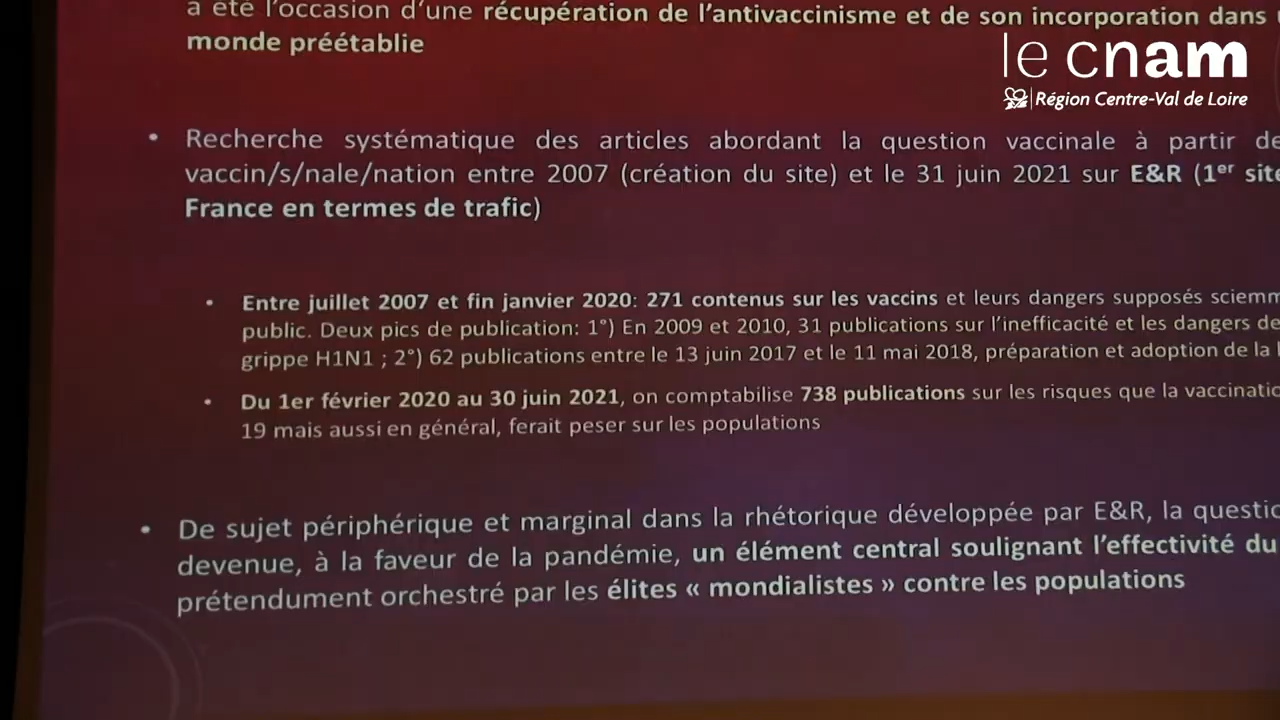 a été l'occasion d'une récupération de l'antivaccinisme et de son incorporation dans
monde préétablie
le cnam
Région Centre-Val de Loire
• Recherche systématique des articles abordant la question vaccinale à partir de
vaccin/s/nale/nation entre 2007 (création du site) et le 31 juin 2021 sur E&R (1er site
France en termes de trafic)
• Entre juillet 2007 et fin janvier 2020: 271 contenus sur les vaccins et leurs dangers supposés
public. Deux pics de publication: 1°) En 2009 et 2010, 31 publications sur l'inefficacité et les dangers de
grippe H1N1 ; 2°) 62 publications entre le 13 juin 2017 et le 11 mai 2018, préparation et adoption de la
• Du 1er février 2020 au 30 juin 2021, on comptabilise 738 publications sur les risques que la
19 mais aussi en général, ferait peser sur les populations
• De sujet périphérique et marginal dans la rhétorique développée par E&R, la
devenue, à la faveur de la pandémie, un élément central soulignant l'effectivité du
prétendument orchestré par les élites « mondialistes » contre les populations